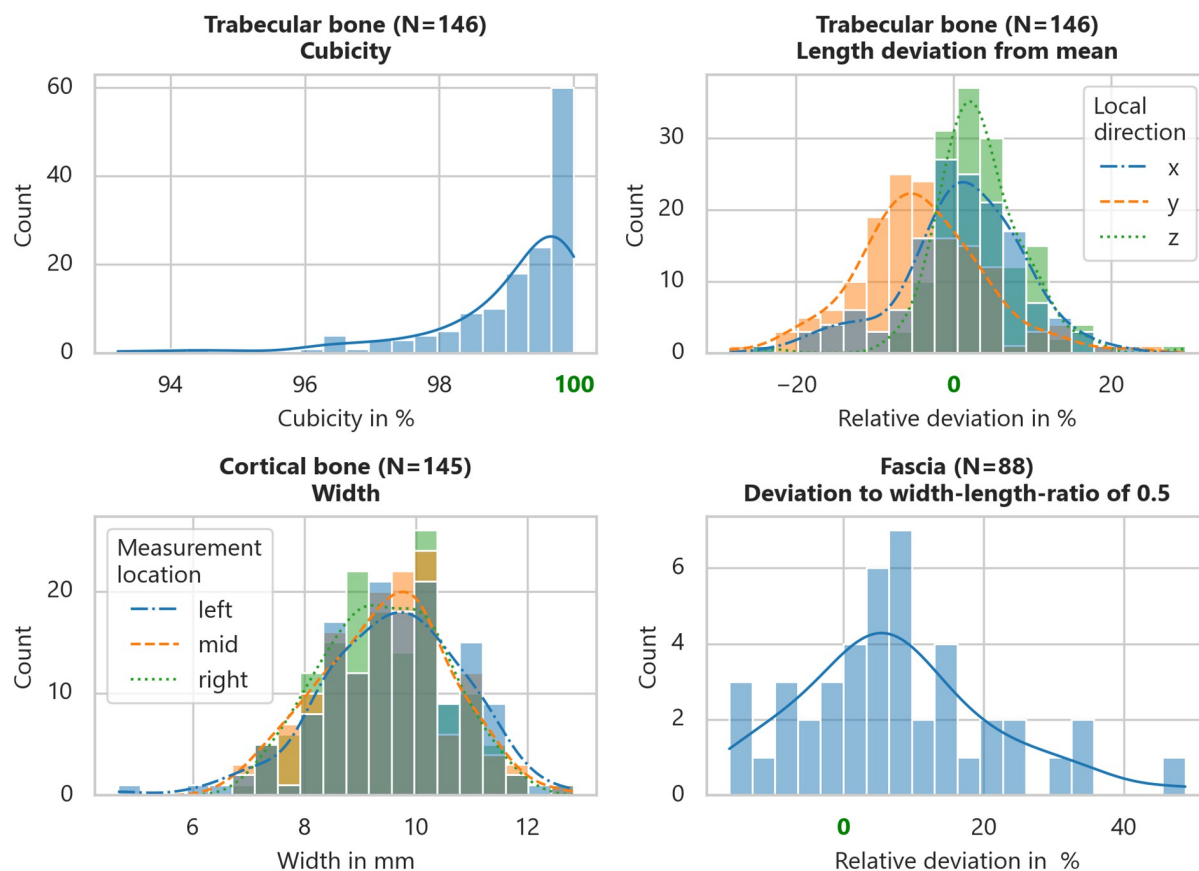 Trabecular bone (N=146)
Cubicity
60
40
20
0
Count
94 96 98 100
Cubicity in %
Trabecular bone (N=146)
Length deviation from mean
30
20
10
0
Count
Local
direction
x
y
z
−20 0 20
Relative deviation in %
Cortical bone (N=145)
Width
20
10
0
Count
Measurement
location
left
mid
right
6 8 10 12
Width in mm
Fascia (N=88)
Deviation to width-length-ratio of 0.5
6
4
2
0
Count
0 20 40
Relative deviation in %